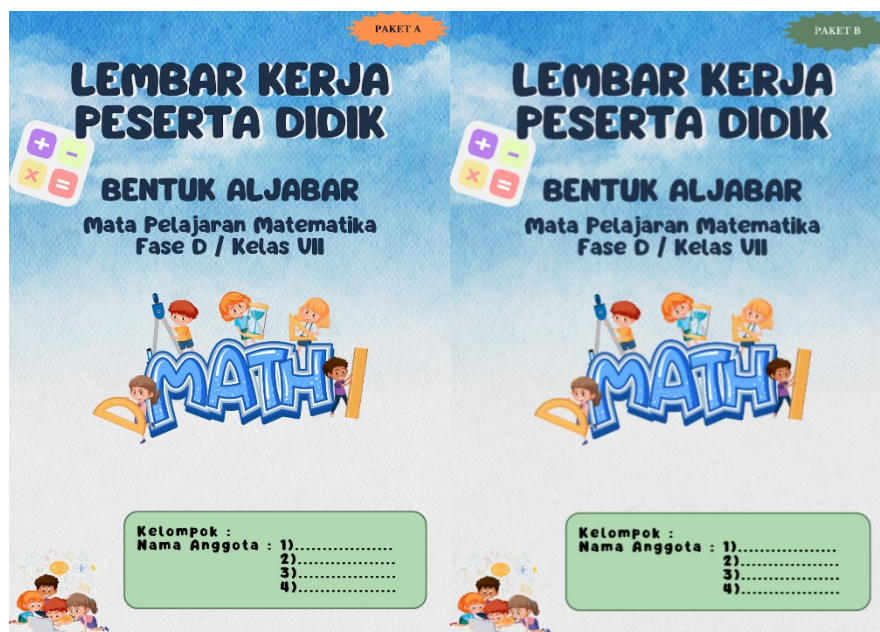 PAKET A
LEMBAR KERJA
PESERTA DIDIK
+ -
× =
BENTUK ALJABAR
Mata Pelajaran Matematika
Fase D / Kelas VII
MATH
Kelompok :
Nama Anggota : 1)..................
2)..................
3)..................
4)..................
PAKET B
LEMBAR KERJA
PESERTA DIDIK
+ -
× =
BENTUK ALJABAR
Mata Pelajaran Matematika
Fase D / Kelas VII
MATH
Kelompok :
Nama Anggota : 1)..................
2)..................
3)..................
4)..................